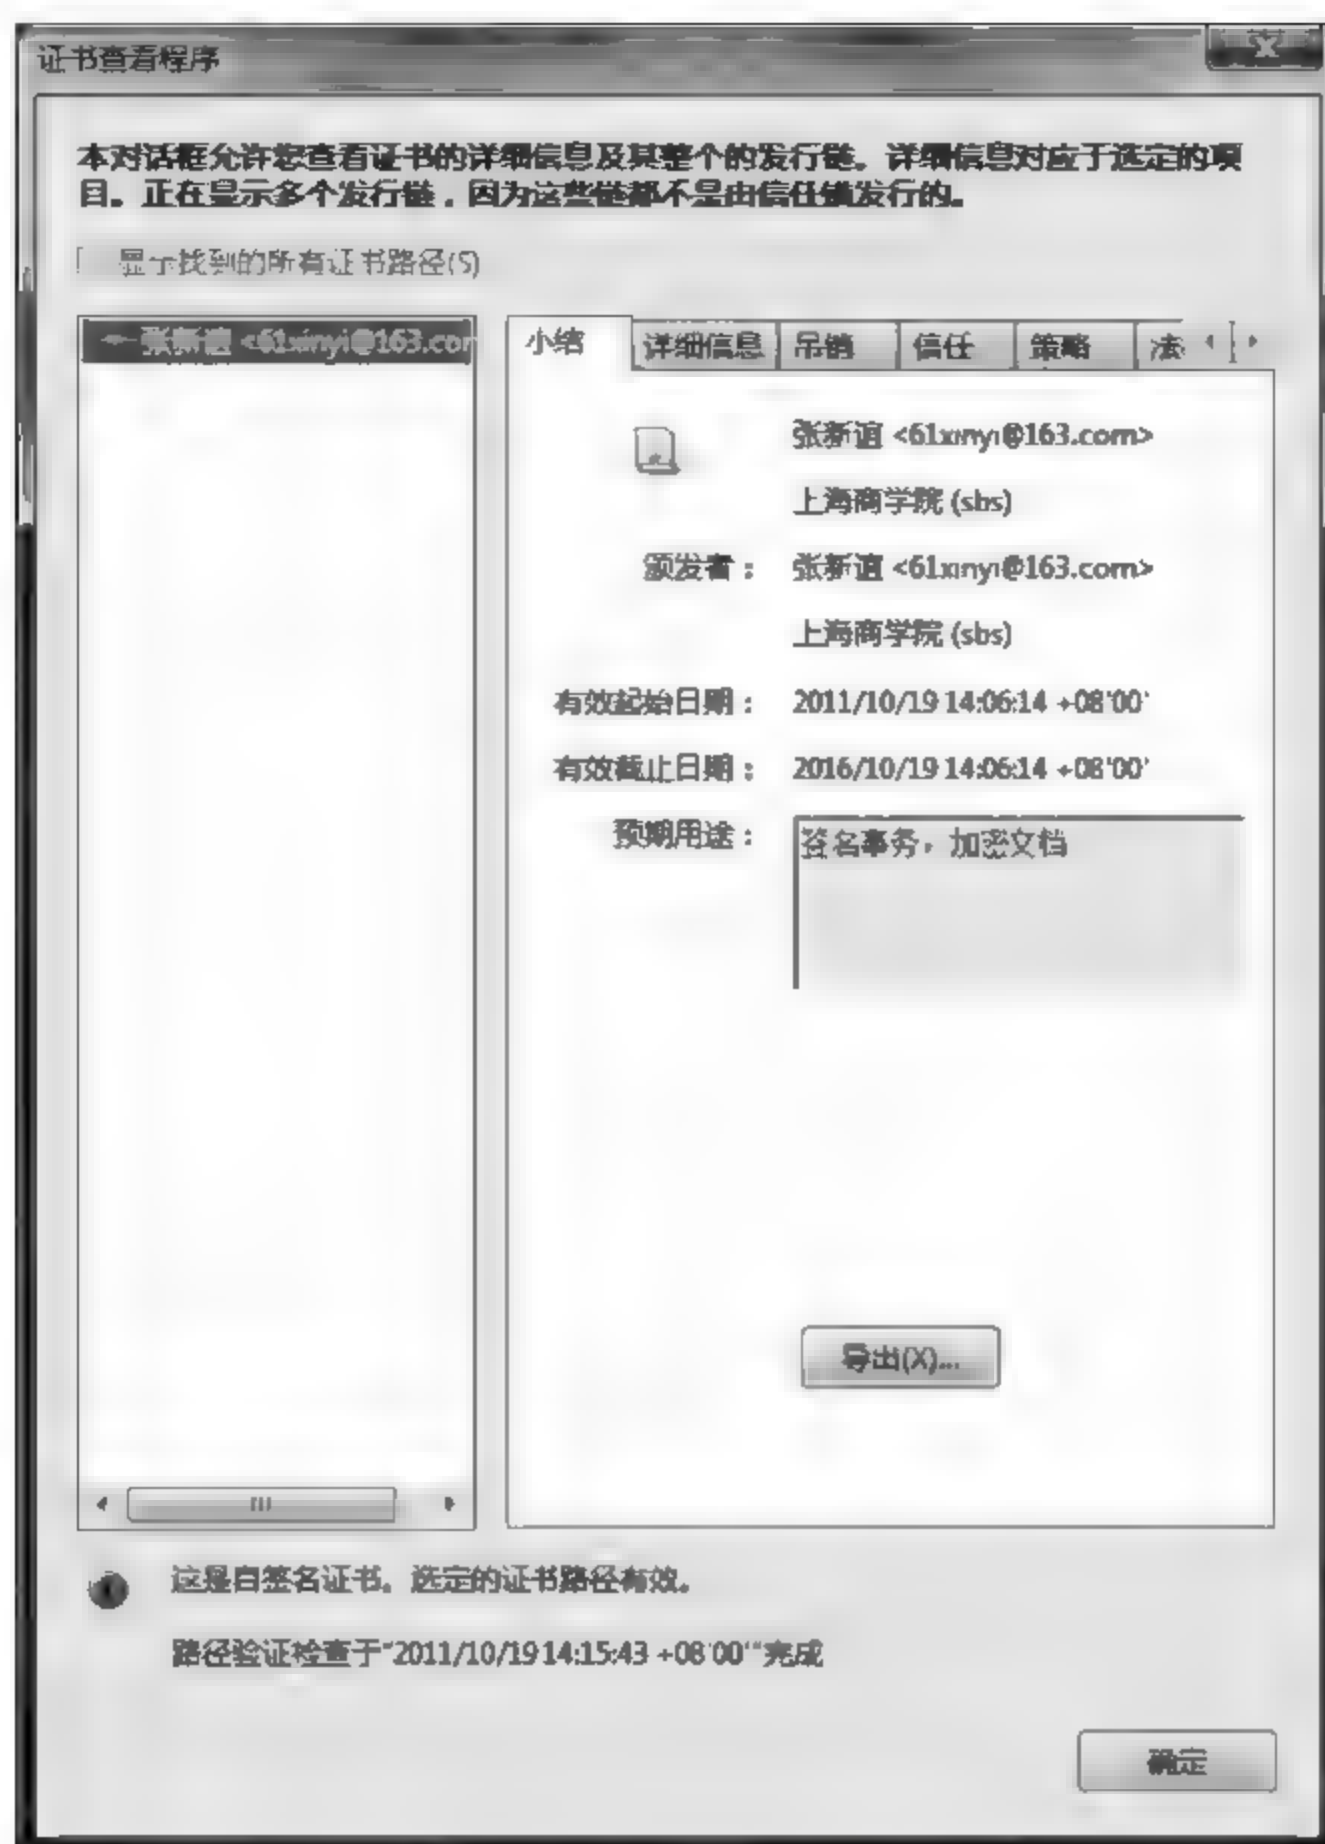 证书查看程序
本对话框允许您查看证书的详细信息及其整个的发行链。详细信息对应于选定的项
目。正在显示多个发行链，因为这些链都不是由信任锚发行的。
显示找到的所有证书路径(S)
张新谊 <61xinyi@163.com
小结 详细信息 吊销 信任 策略 法
张新谊 <61xinyi@163.com>
上海商学院 (sbs)
颁发者： 张新谊 <61xinyi@163.com>
上海商学院 (sbs)
有效起始日期： 2011/10/19 14:06:14 +08'00'
有效截止日期： 2016/10/19 14:06:14 +08'00'
预期用途： 签名事务，加密文档
导出(X)...
这是自签名证书。选定的证书路径有效。
路径验证检查于"2011/10/19 14:15:43 +08'00'"完成
确定